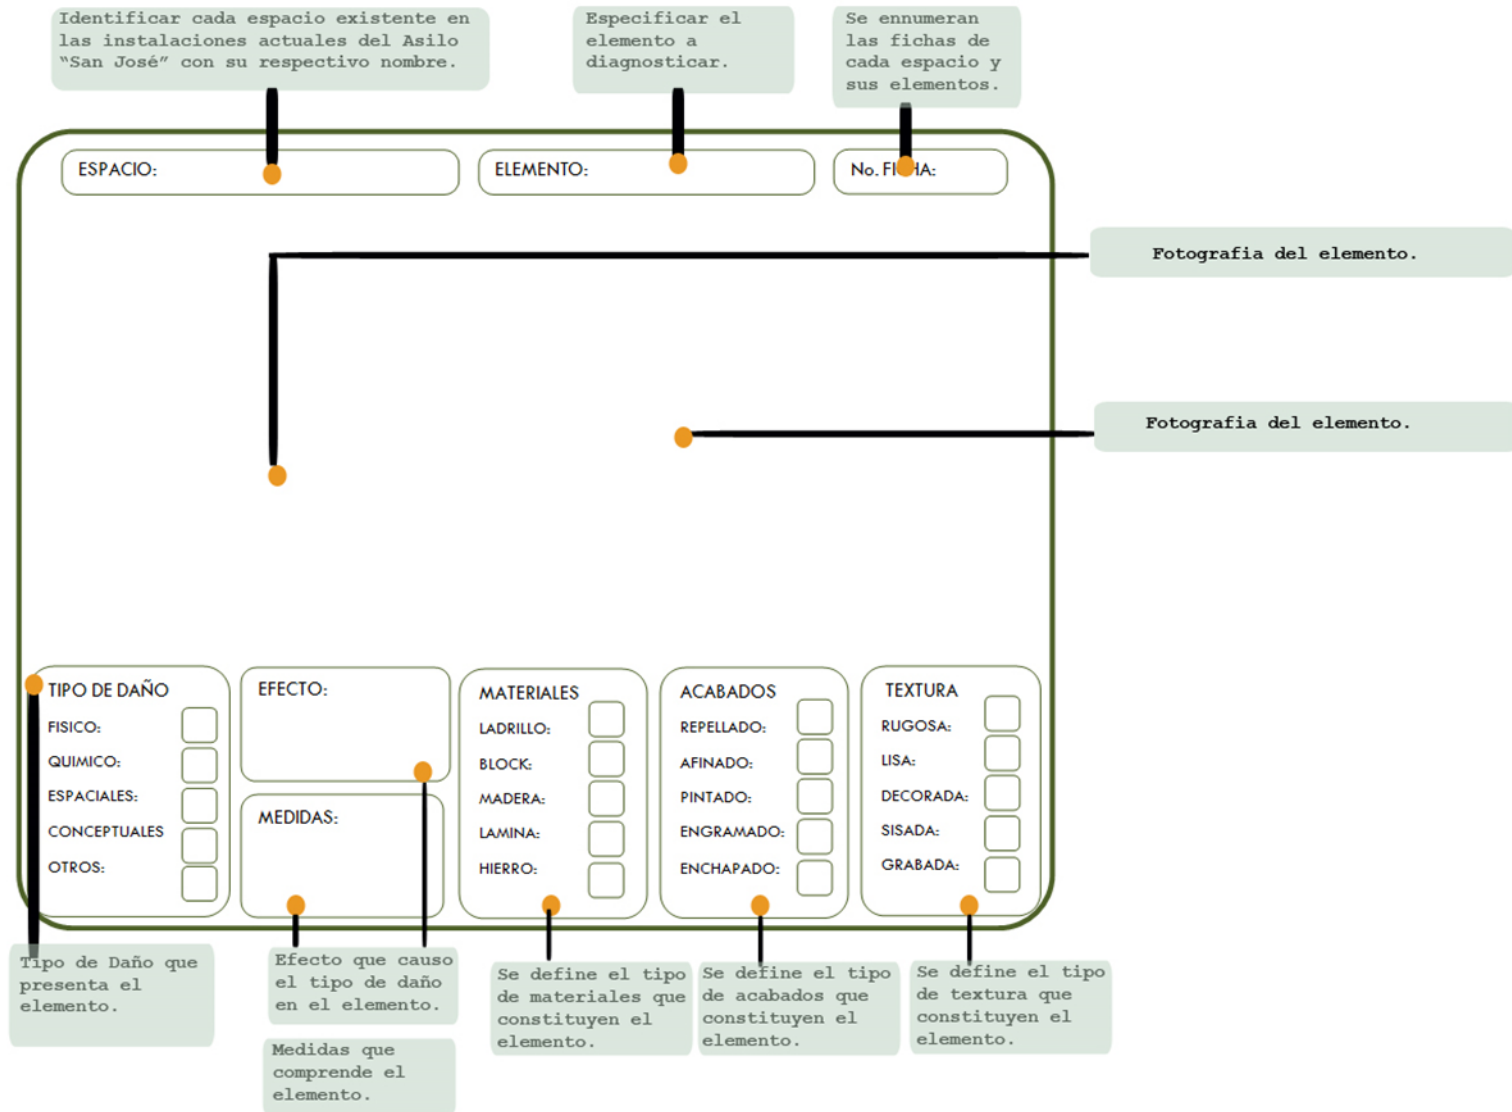 Identificar cada espacio existente en
las instalaciones actuales del Asilo
“San José” con su respectivo nombre.
Especificar el
elemento a
diagnosticar.
Se ennumeran
las fichas de
cada espacio y
sus elementos.
ESPACIO:
ELEMENTO:
No. FICHA:
Fotografia del elemento.
Fotografia del elemento.
TIPO DE DAÑO
FISICO:
QUIMICO:
ESPACIALES:
CONCEPTUALES
OTROS:
EFECTO:
MEDIDAS:
MATERIALES
LADRILLO:
BLOCK:
MADERA:
LAMINA:
HIERRO:
ACABADOS
REPELLADO:
AFINADO:
PINTADO:
ENGRAMADO:
ENCHAPADO:
TEXTURA
RUGOSA:
LISA:
DECORADA:
SISADA:
GRABADA:
Tipo de Daño que
presenta el
elemento.
Efecto que causo
el tipo de daño
en el elemento.
Medidas que
comprende el
elemento.
Se define el tipo
de materiales que
constituyen el
elemento.
Se define el tipo
de acabados que
constituyen el
elemento.
Se define el tipo
de textura que
constituyen el
elemento.